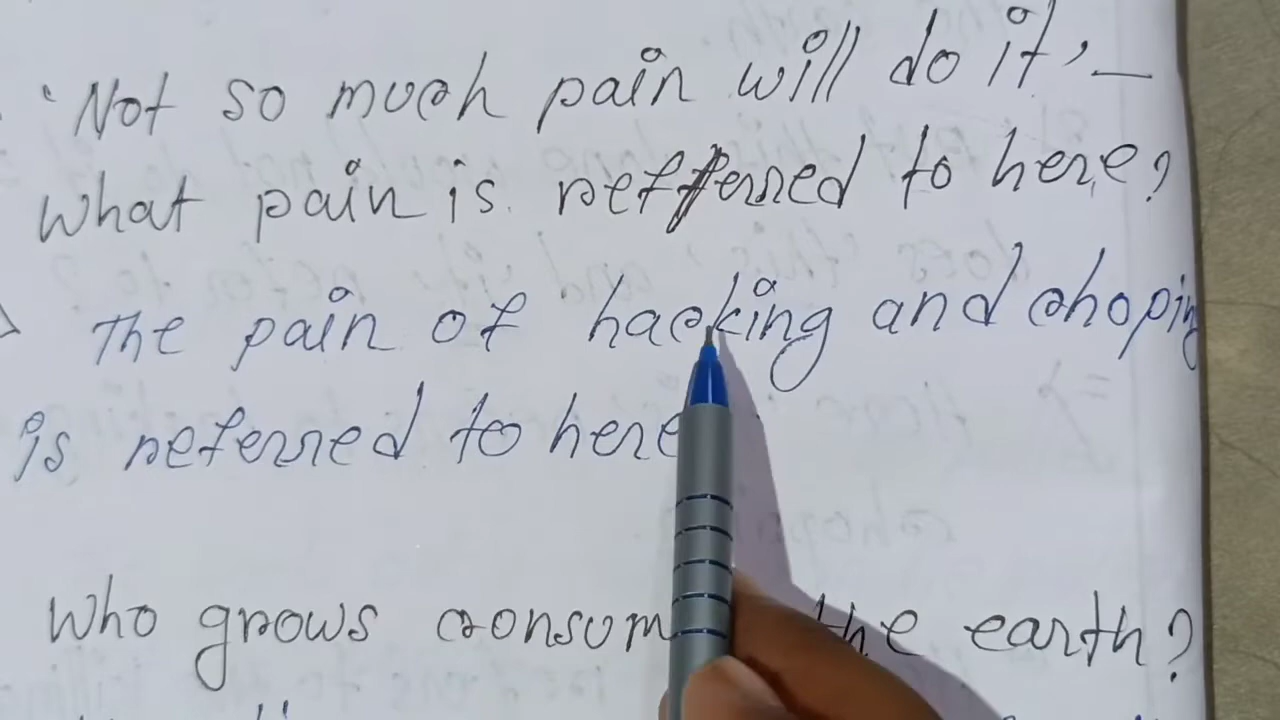 'Not so much pain will do it,—
What pain is refferred to here?
The pain of hacking and choping
is referred to here
Who grows consum the earth?